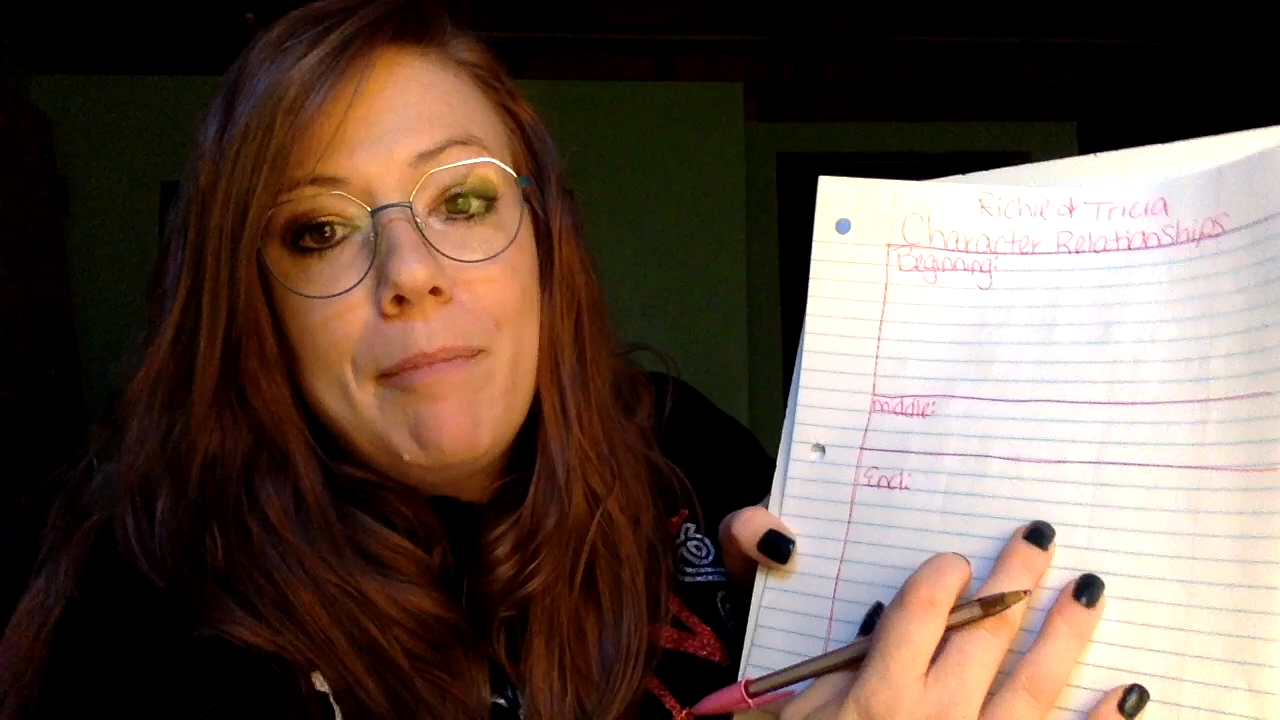 Richie & Tricia
Character Relationships
Beginning:
middle:
End: